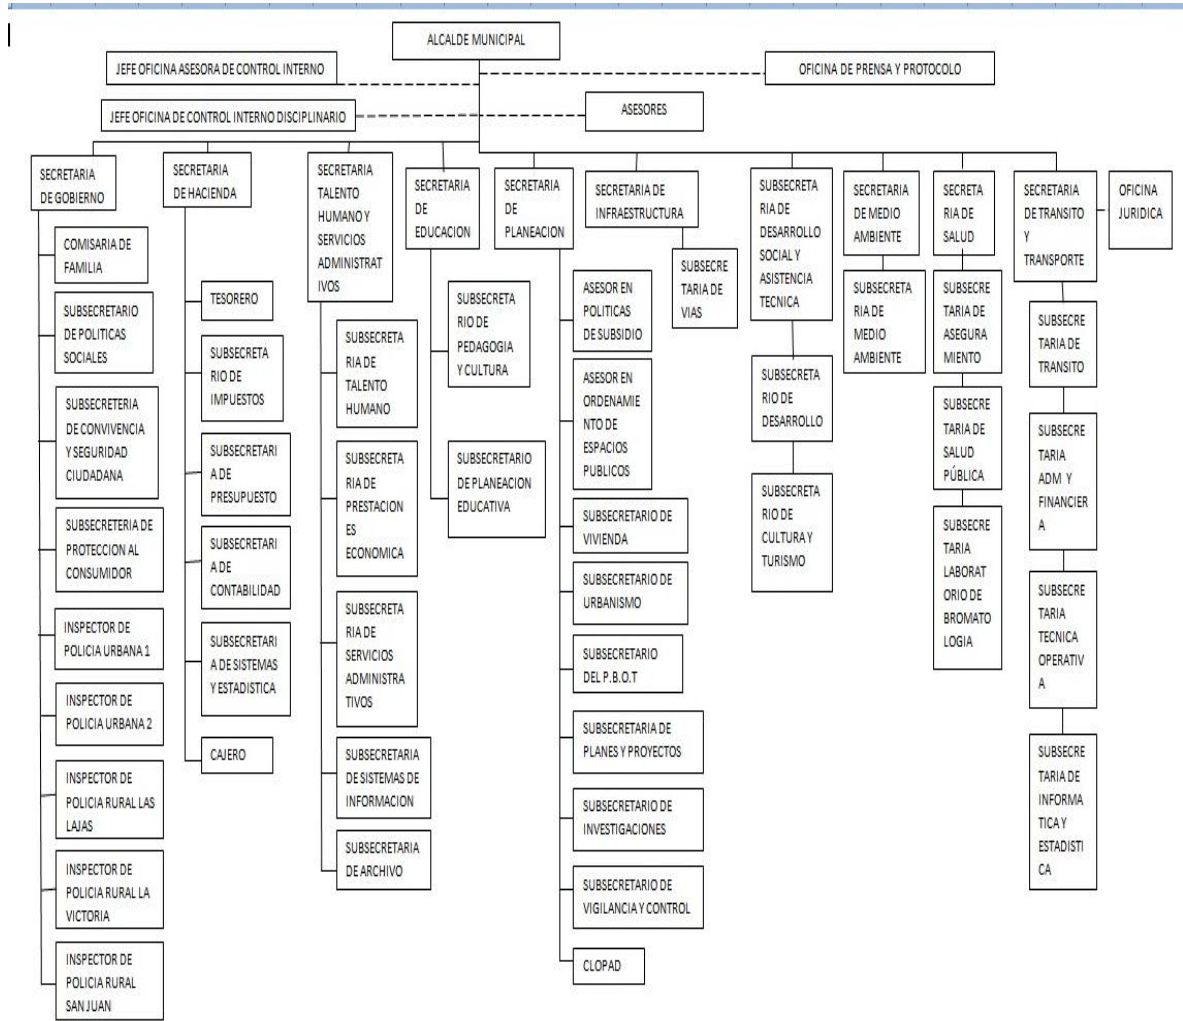 ALCALDE MUNICIPAL
JEFE OFICINA ASESORA DE CONTROL INTERNO
OFICINA DE PRENSA Y PROTOCOLO
JEFE OFICINA DE CONTROL INTERNO DISCIPLINARIO
ASESORES
SECRETARIA
DE GOBIERNO
COMISARIA DE
FAMILIA
SUBSECRETARIO
DE POLITICAS
SOCIALES
SUBSECRETERIA
DE CONVIVENCIA
Y SEGURIDAD
CIUDADANA
SUBSECRETERIA DE
PROTECCION AL
CONSUMIDOR
INSPECTOR DE
POLICIA URBANA 1
INSPECTOR DE
POLICIA URBANA 2
INSPECTOR DE
POLICIA RURAL LAS
LAJAS
INSPECTOR DE
POLICIA RURAL LA
VICTORIA
INSPECTOR DE
POLICIA RURAL
SAN JUAN
SECRETARIA
DE HACIENDA
TESORERO
SUBSECRETA
RIO DE
IMPUESTOS
SUBSECRETARI
A DE
PRESUPUESTO
SUBSECRETARI
A DE
CONTABILIDAD
SUBSECRETARI
A DE SISTEMAS
Y ESTADISTICA
CAJERO
SECRETARIA
TALENTO
HUMANO Y
SERVICIOS
ADMINISTRAT
IVOS
SUBSECRETA
RIA DE
TALENTO
HUMANO
SUBSECRETA
RIA DE
PRESTACION
ES
ECONOMICA
SUBSECRETA
RIA DE
SERVICIOS
ADMINISTRA
TIVOS
SUBSECRETARIA
DE SISTEMAS DE
INFORMACION
SUBSECRETARIA
DE ARCHIVO
SECRETARIA
DE
EDUCACION
SUBSECRETA
RIO DE
PEDAGOGIA
Y CULTURA
SUBSECRETARIO
DE PLANEACION
EDUCATIVA
SECRETARIA
DE
PLANEACION
ASESOR EN
POLITICAS
DE SUBSIDIO
ASESOR EN
ORDENAMIE
NTO DE
ESPACIOS
PUBLICOS
SUBSECRETARIO DE
VIVIENDA
SUBSECRETARIO DE
URBANISMO
SUBSECRETARIO
DEL P.B.O.T
SUBSECRETARIA DE
PLANES Y PROYECTOS
SUBSECRETARIO DE
INVESTIGACIONES
SUBSECRETARIO DE
VIGILANCIA Y CONTROL
CLOPAD
SECRETARIA DE
INFRAESTRUCTURA
SUBSECRE
TARIA DE
VIAS
SUBSECRETA
RIA DE
DESARROLLO
SOCIAL Y
ASISTENCIA
TECNICA
SUBSECRETA
RIO DE
DESARROLLO
SUBSECRETA
RIO DE
CULTURA Y
TURISMO
SECRETARIA
DE MEDIO
AMBIENTE
SUBSECRETA
RIA DE
MEDIO
AMBIENTE
SECRETA
RIA DE
SALUD
SUBSECRE
TARIA DE
ASEGURA
MIENTO
SUBSECRE
TARIA DE
SALUD
PÚBLICA
SUBSECRE
TARIA
LABORAT
ORIO DE
BROMATO
LOGIA
SECRETARIA
DE TRANSITO
Y
TRANSPORTE
SUBSECRE
TARIA DE
TRANSITO
SUBSECRE
TARIA
ADM Y
FINANCIER
A
SUBSECRE
TARIA
TECNICA
OPERATIV
A
SUBSECRE
TARIA DE
INFORMA
TICA Y
ESTADISTI
CA
OFICINA
JURIDICA